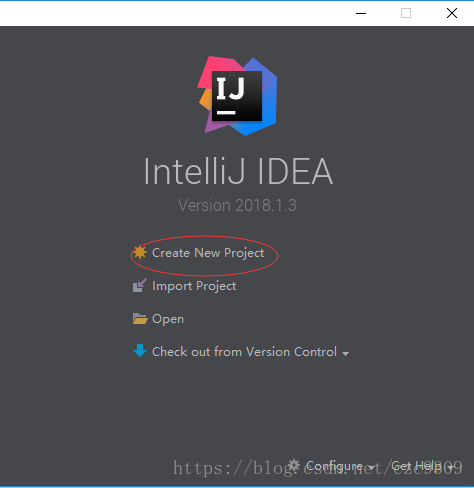 IJ
IntelliJ IDEA
Version 2018.1.3
Create New Project
Import Project
Open
Check out from Version Control
Configure Get Help
https://blog.csdn.net/czc9309